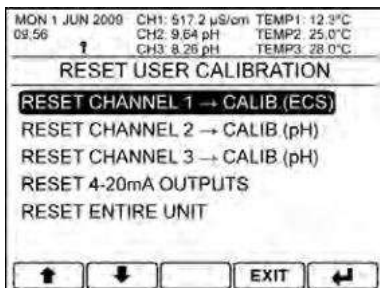 MON 1 JUN 2009 CH1: 517.2 µS/cm TEMP1: 12.3°C
09:56 CH2: 9.64 pH TEMP2: 25.0°C
? CH3: 8.26 pH TEMP3: 28.0°C
RESET USER CALIBRATION
RESET CHANNEL 1 → CALIB.(ECS)
RESET CHANNEL 2 → CALIB.(pH)
RESET CHANNEL 3 → CALIB.(pH)
RESET 4-20mA OUTPUTS
RESET ENTIRE UNIT
EXIT